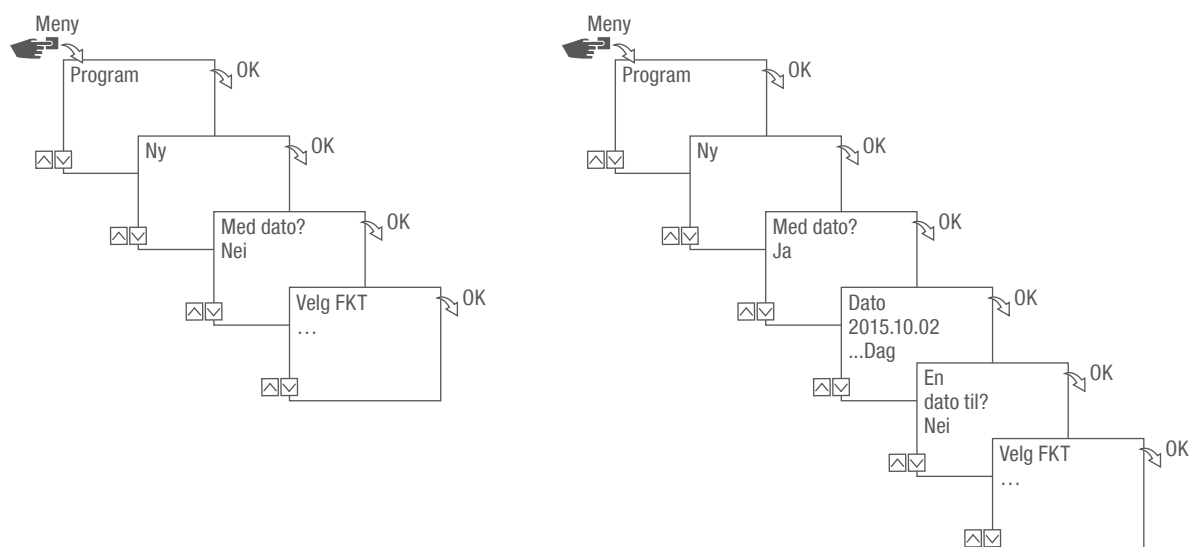 Meny
Program
OK
Ny
OK
Med dato?
Nei
OK
Velg FKT
...
OK
Meny
Program
OK
Ny
OK
Med dato?
Ja
OK
Dato
2015.10.02
...Dag
OK
En
dato til?
Nei
OK
Velg FKT
...
OK